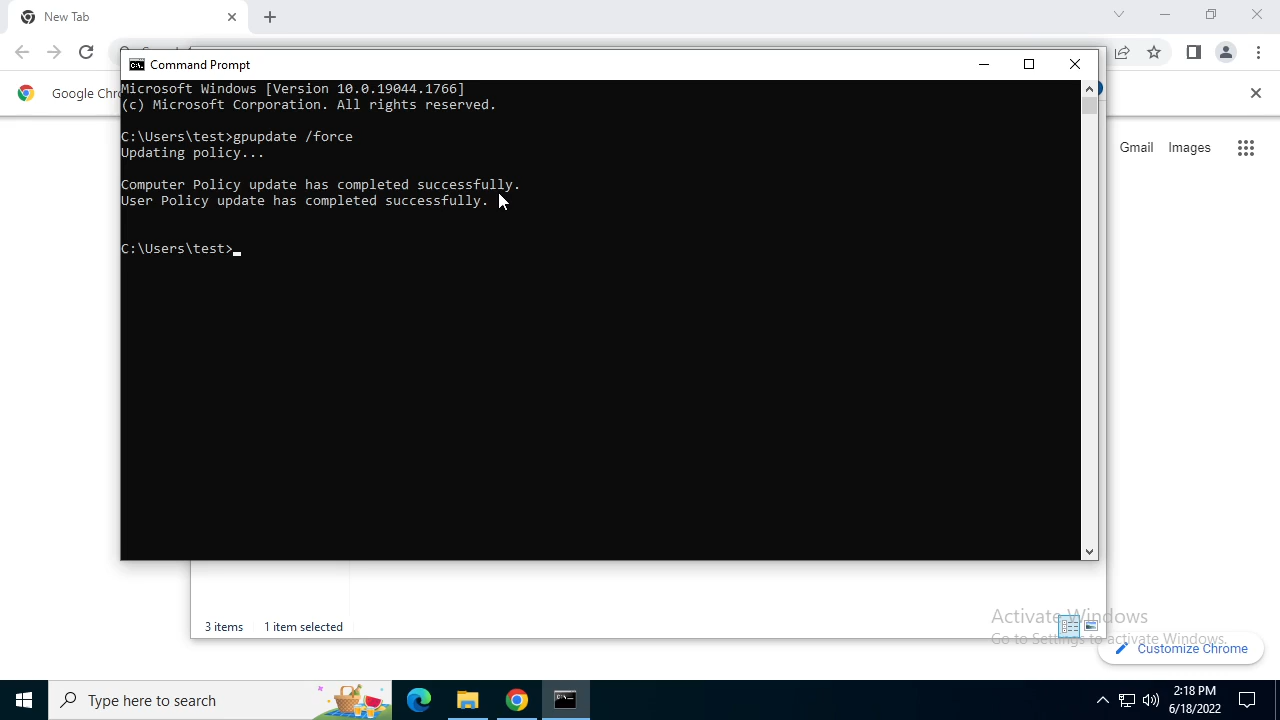 New Tab
Google Chr
Command Prompt
Microsoft Windows [Version 10.0.19044.1766]
(c) Microsoft Corporation. All rights reserved.
C:\Users\test>gpupdate /force
Updating policy...
Computer Policy update has completed successfully.
User Policy update has completed successfully.
C:\Users\test>
Gmail Images
3 items 1 item selected
Activate Windows
Go to Settings to activate Windows.
Customize Chrome
Type here to search
2:18 PM
6/18/2022